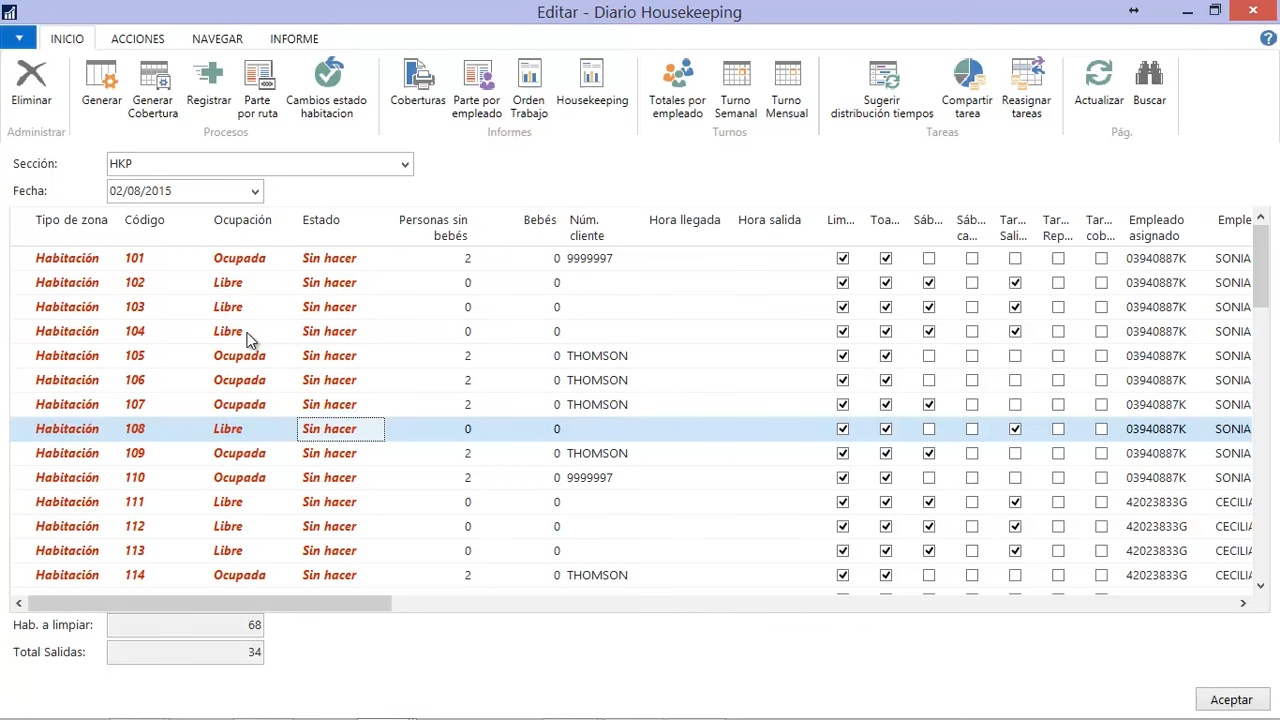 Editar - Diario Housekeeping
INICIO ACCIONES NAVEGAR INFORME
Eliminar Generar Generar Cobertura Registrar Parte por ruta Cambios estado habitacion Coberturas Parte por empleado Orden Trabajo Housekeeping Totales por empleado Turno Semanal Turno Mensual Sugerir distribución tiempos Compartir tarea Reasignar tareas Actualizar Buscar
Administrar Procesos Informes Turnos Tareas Pág.
Sección: HKP
Fecha: 02/08/2015
Tipo de zona Código Ocupación Estado Personas sin bebés Bebés Núm. cliente Hora llegada Hora salida Lim... Toa... Sáb... Sáb... ca... Tar... Sali... Tar... Rep... Tar... cob... Empleado asignado Emple
Habitación 101 Ocupada Sin hacer 2 0 9999997 03940887K SONIA
Habitación 102 Libre Sin hacer 0 0 03940887K SONIA
Habitación 103 Libre Sin hacer 0 0 03940887K SONIA
Habitación 104 Libre Sin hacer 0 0 03940887K SONIA
Habitación 105 Ocupada Sin hacer 2 0 THOMSON 03940887K SONIA
Habitación 106 Ocupada Sin hacer 2 0 THOMSON 03940887K SONIA
Habitación 107 Ocupada Sin hacer 2 0 THOMSON 03940887K SONIA
Habitación 108 Libre Sin hacer 0 0 03940887K SONIA
Habitación 109 Ocupada Sin hacer 2 0 THOMSON 03940887K SONIA
Habitación 110 Ocupada Sin hacer 2 0 9999997 03940887K SONIA
Habitación 111 Libre Sin hacer 0 0 42023833G CECILIA
Habitación 112 Libre Sin hacer 0 0 42023833G CECILIA
Habitación 113 Libre Sin hacer 0 0 42023833G CECILIA
Habitación 114 Ocupada Sin hacer 2 0 THOMSON 42023833G CECILIA
Hab. a limpiar: 68
Total Salidas: 34
Aceptar